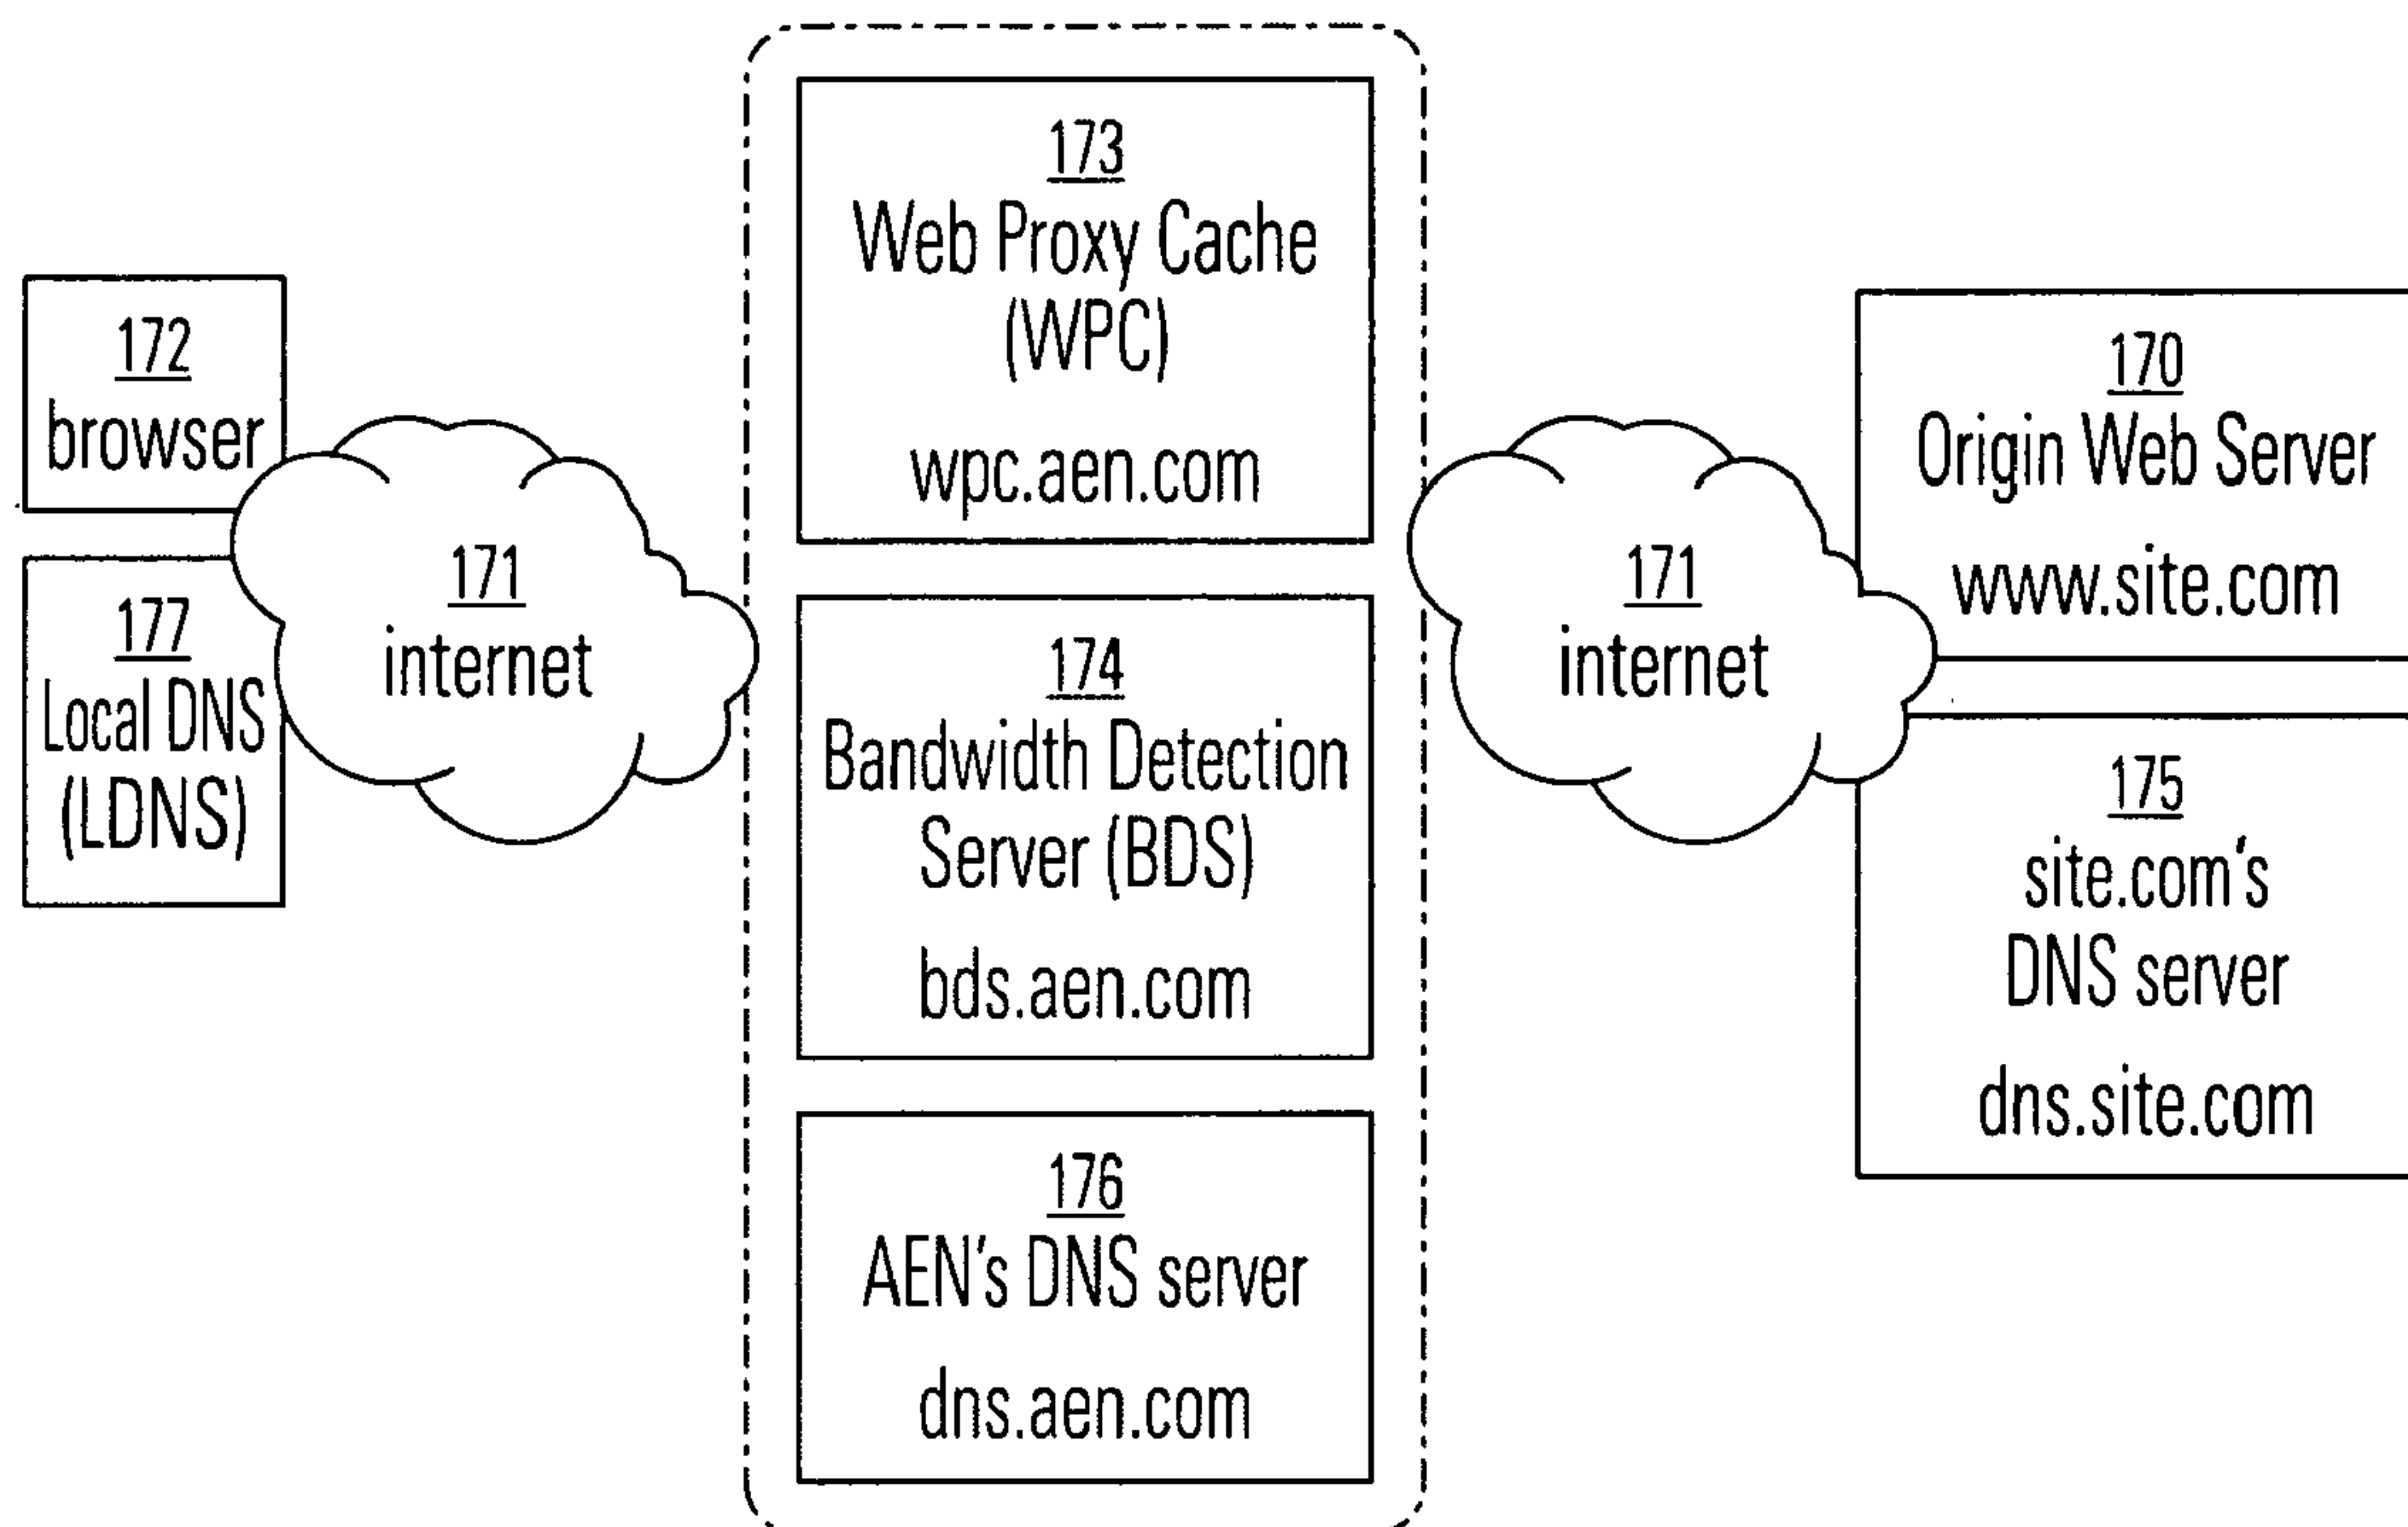 172
browser
177
Local DNS
(LDNS)
171
internet
173
Web Proxy Cache
(WPC)
wpc.aen.com
174
Bandwidth Detection
Server (BDS)
bds.aen.com
176
AEN's DNS server
dns.aen.com
171
internet
170
Origin Web Server
www.site.com
175
site.com's
DNS server
dns.site.com